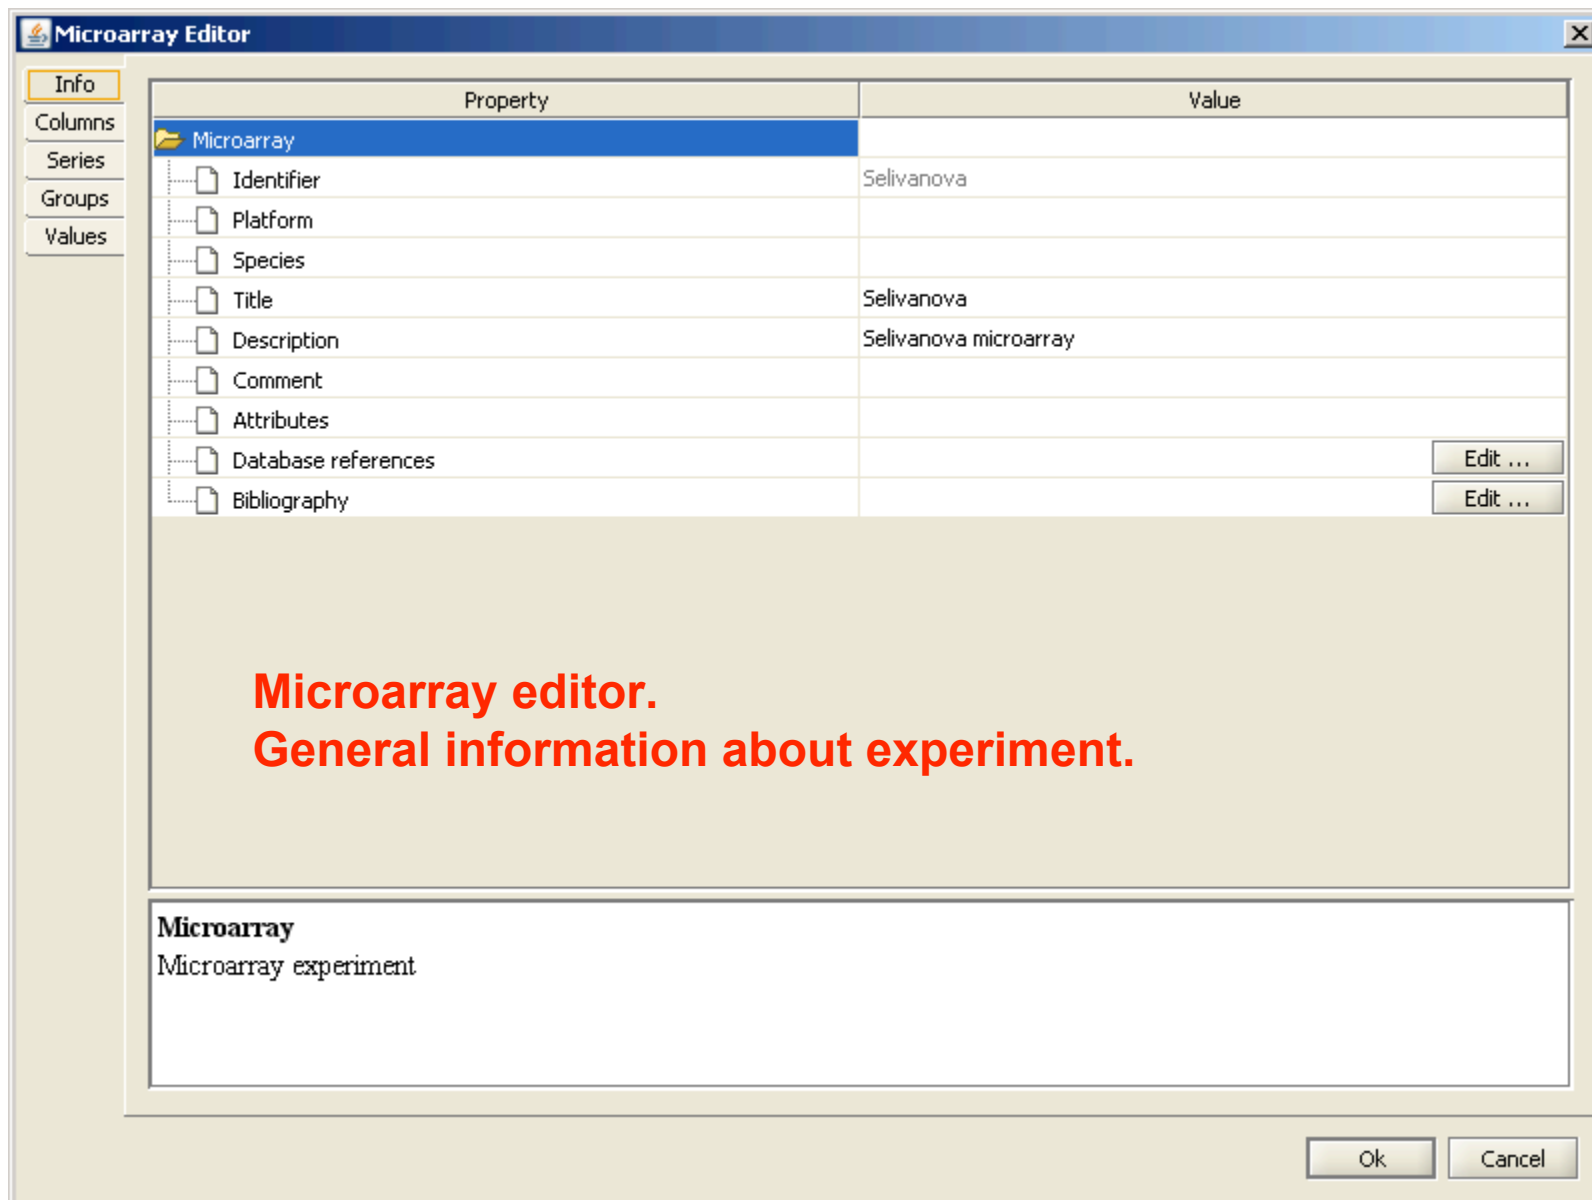 Microarray Editor
Info
Columns
Series
Groups
Values
Property Value
Microarray
Identifier Selivanova
Platform
Species
Title Selivanova
Description Selivanova microarray
Comment
Attributes
Database references Edit ...
Bibliography Edit ...
Microarray editor.
General information about experiment.
Microarray
Microarray experiment
Ok Cancel